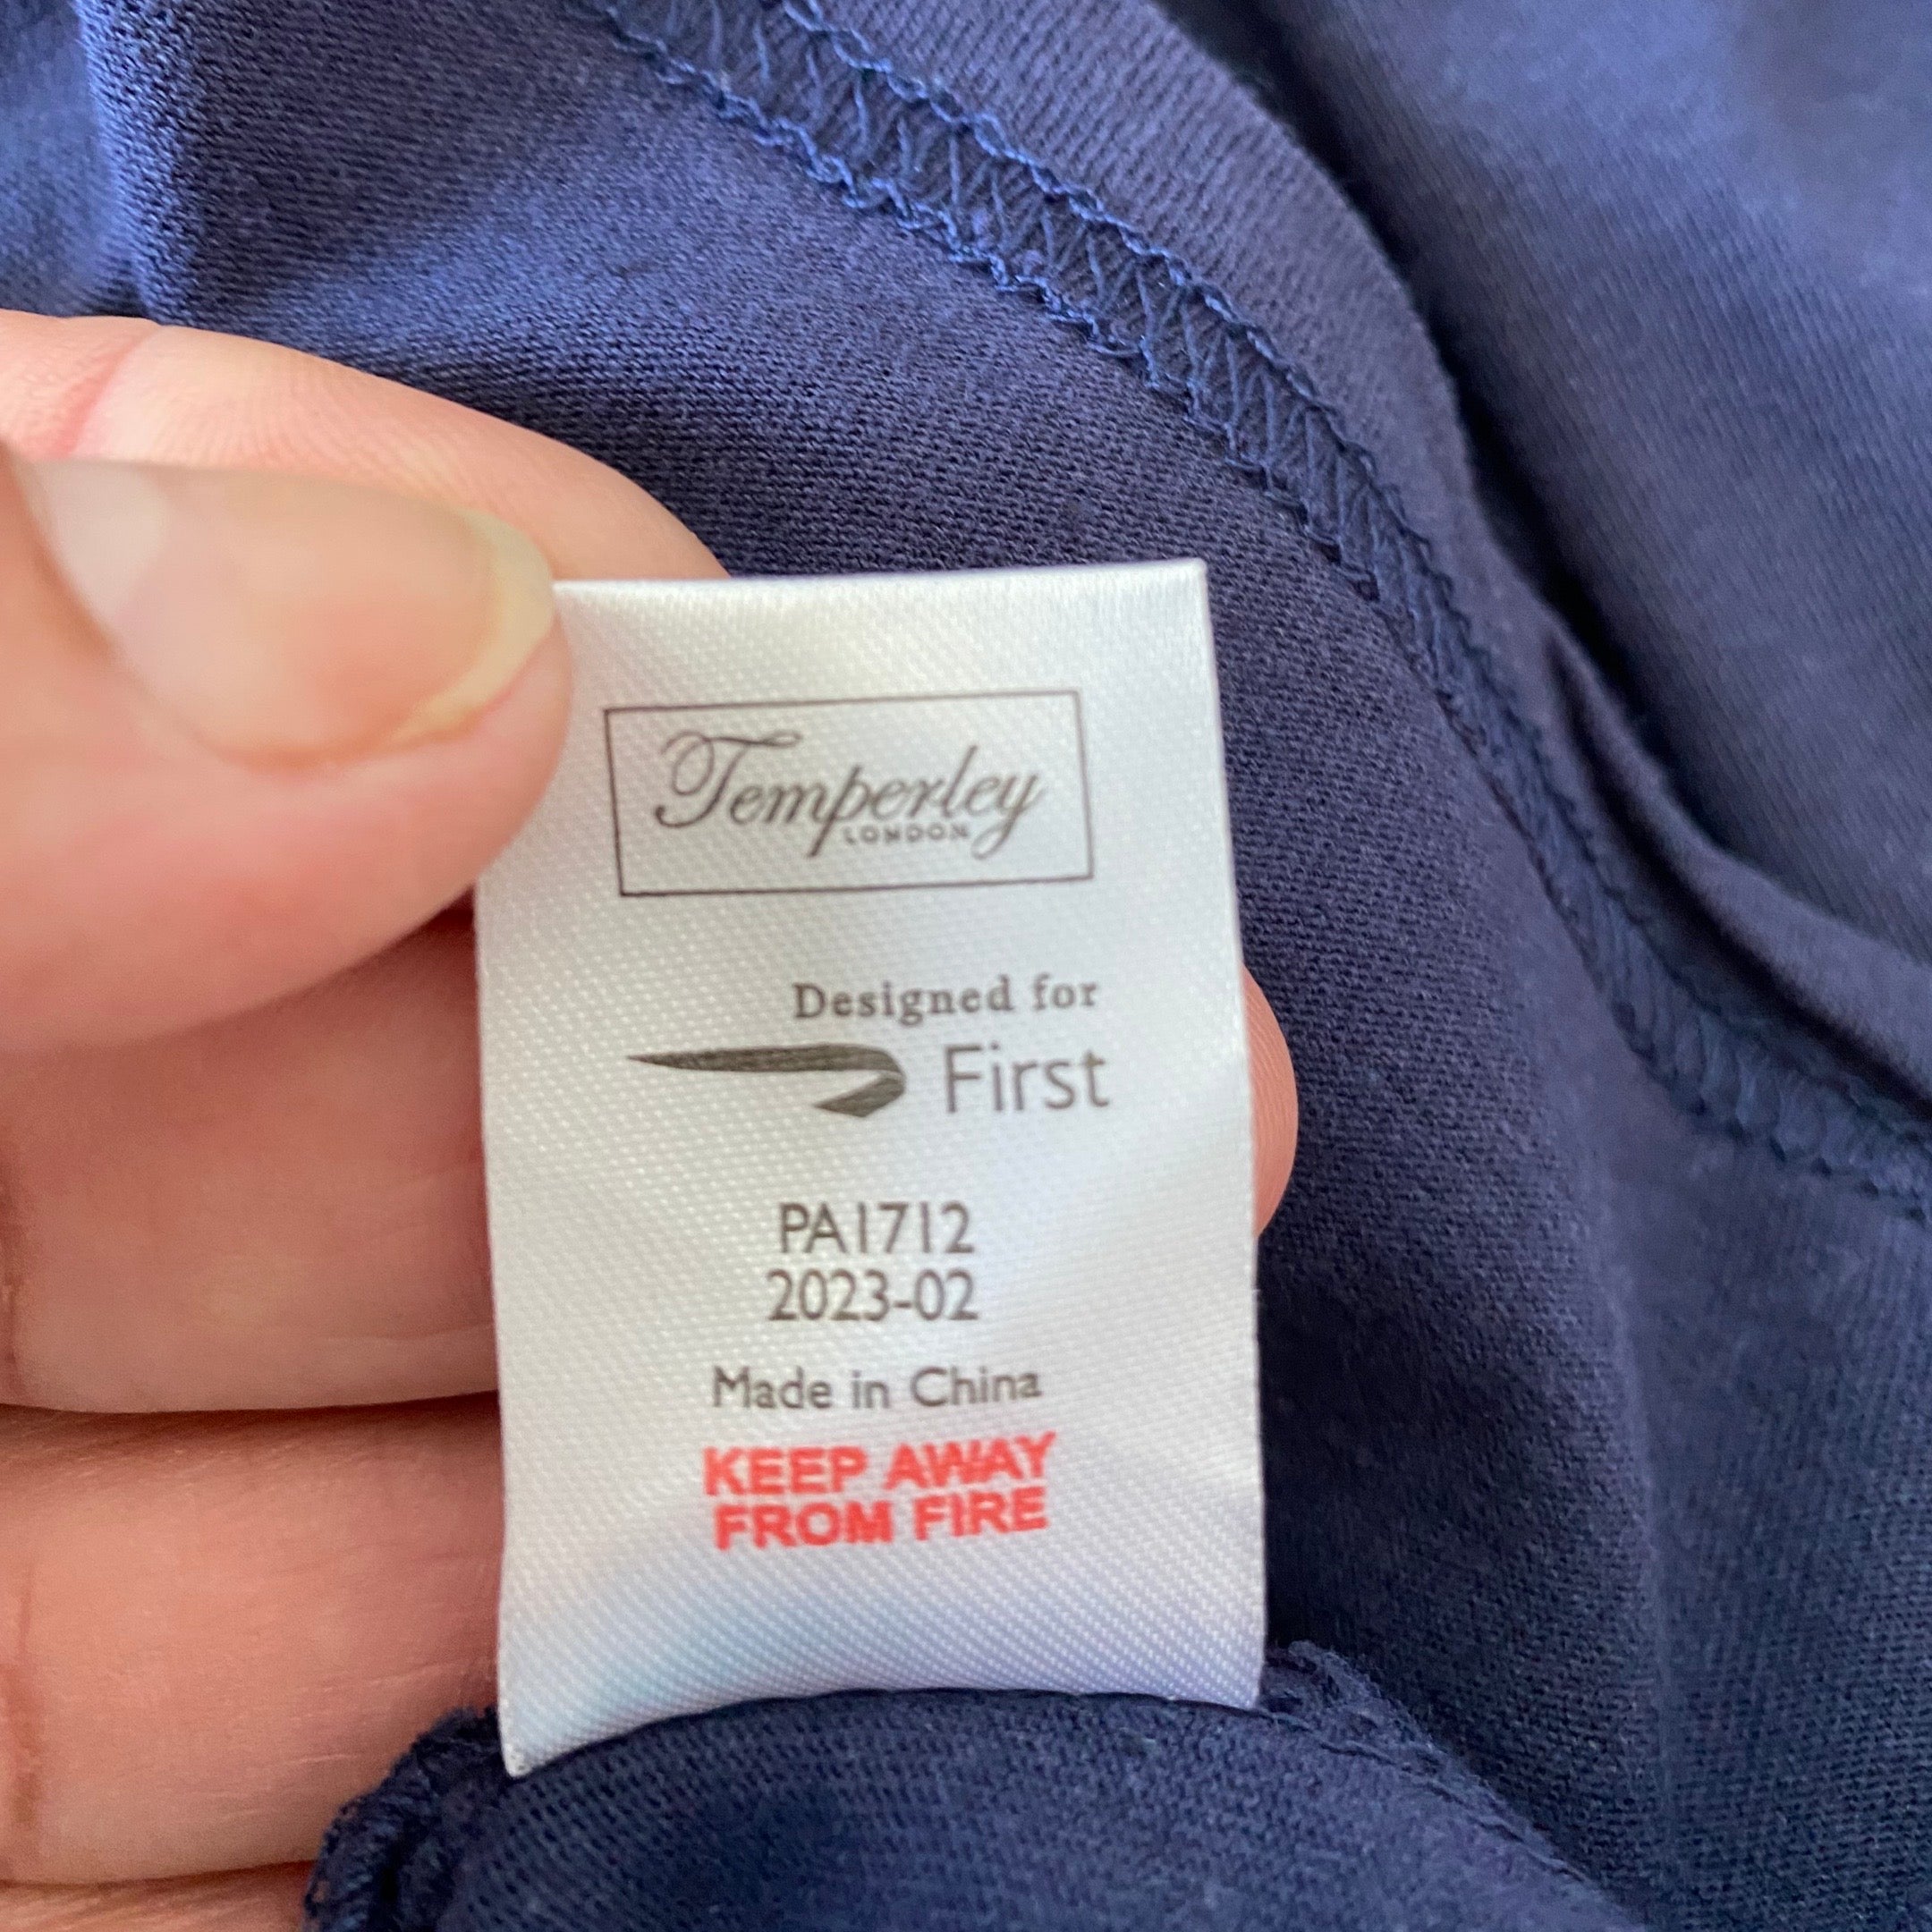 Temperley
LONDON
Designed for
First
PA1712
2023-02
Made in China
KEEP AWAY
FROM FIRE